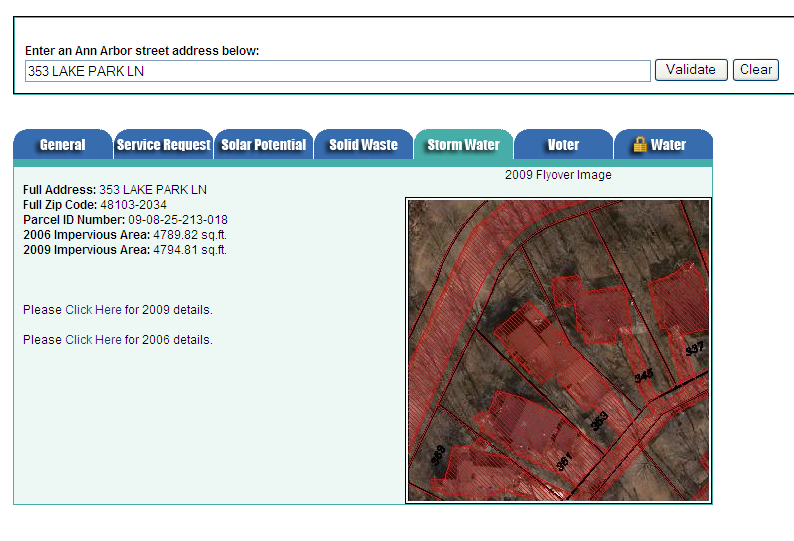 Enter an Ann Arbor street address below:
353 LAKE PARK LN
Validate
Clear
General
Service Request
Solar Potential
Solid Waste
Storm Water
Voter
Water
Full Address: 353 LAKE PARK LN
Full Zip Code: 48103-2034
Parcel ID Number: 09-08-25-213-018
2006 Impervious Area: 4789.82 sq.ft.
2009 Impervious Area: 4794.81 sq.ft.
Please Click Here for 2009 details.
Please Click Here for 2006 details.
2009 Flyover Image
337
345
353
361
369